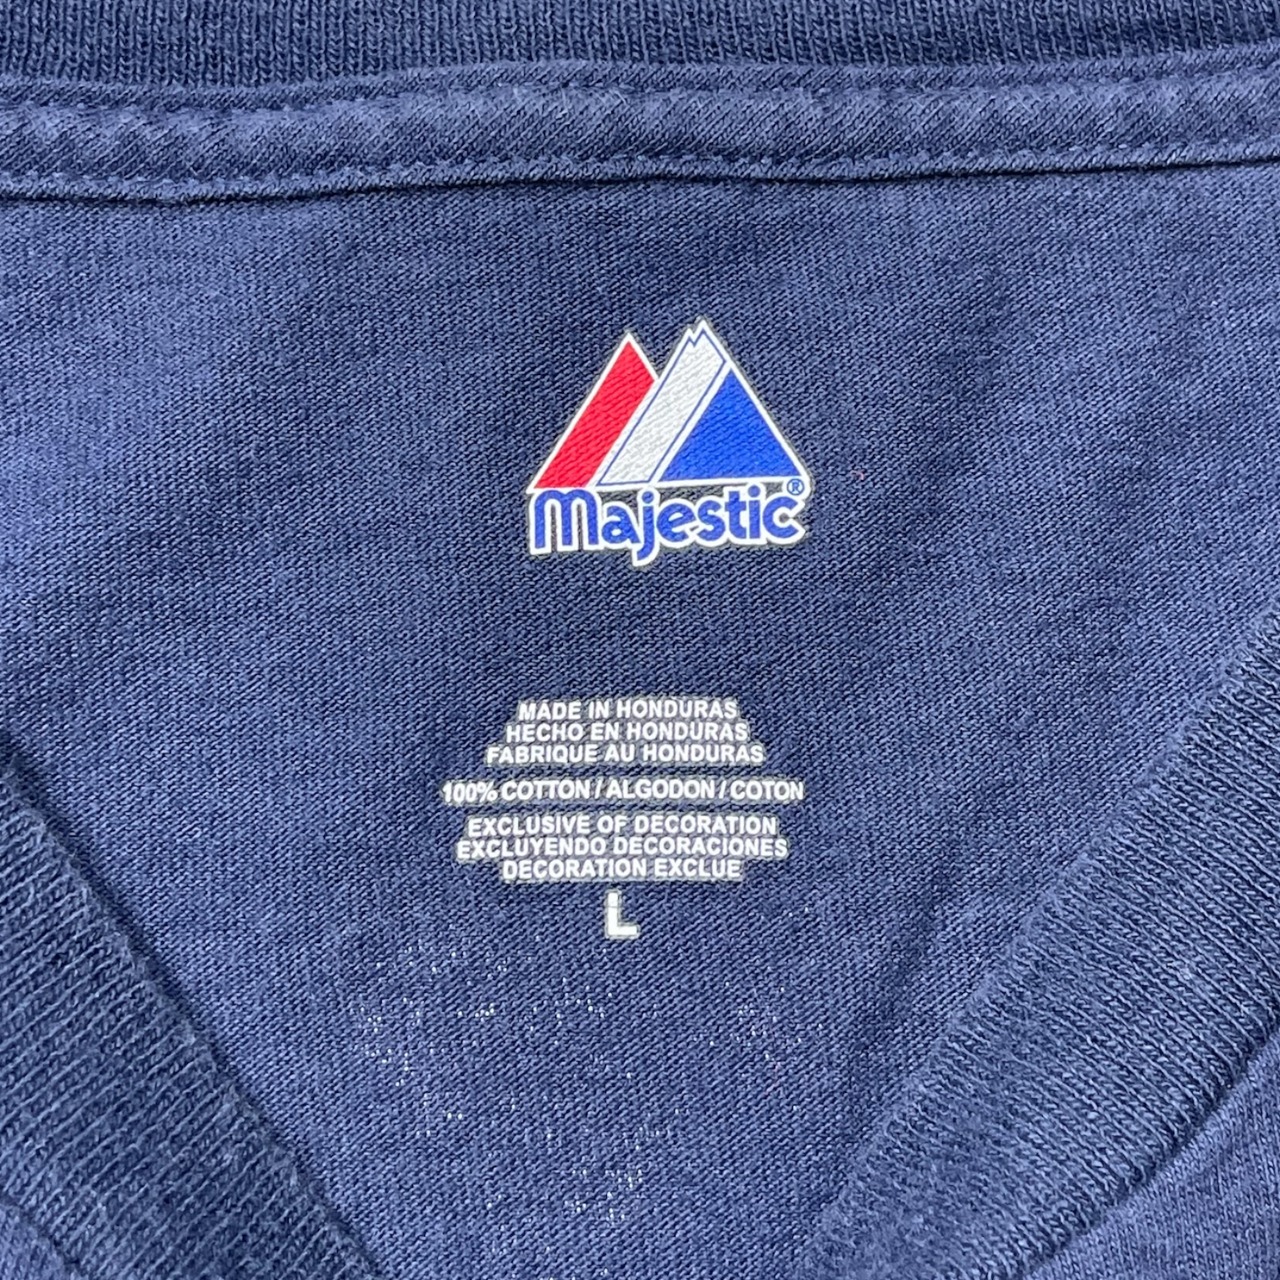 Majestic®
MADE IN HONDURAS
HECHO EN HONDURAS
FABRIQUE AU HONDURAS
100% COTTON / ALGODON / COTON
EXCLUSIVE OF DECORATION
EXCLUYENDO DECORACIONES
DECORATION EXCLUE
L